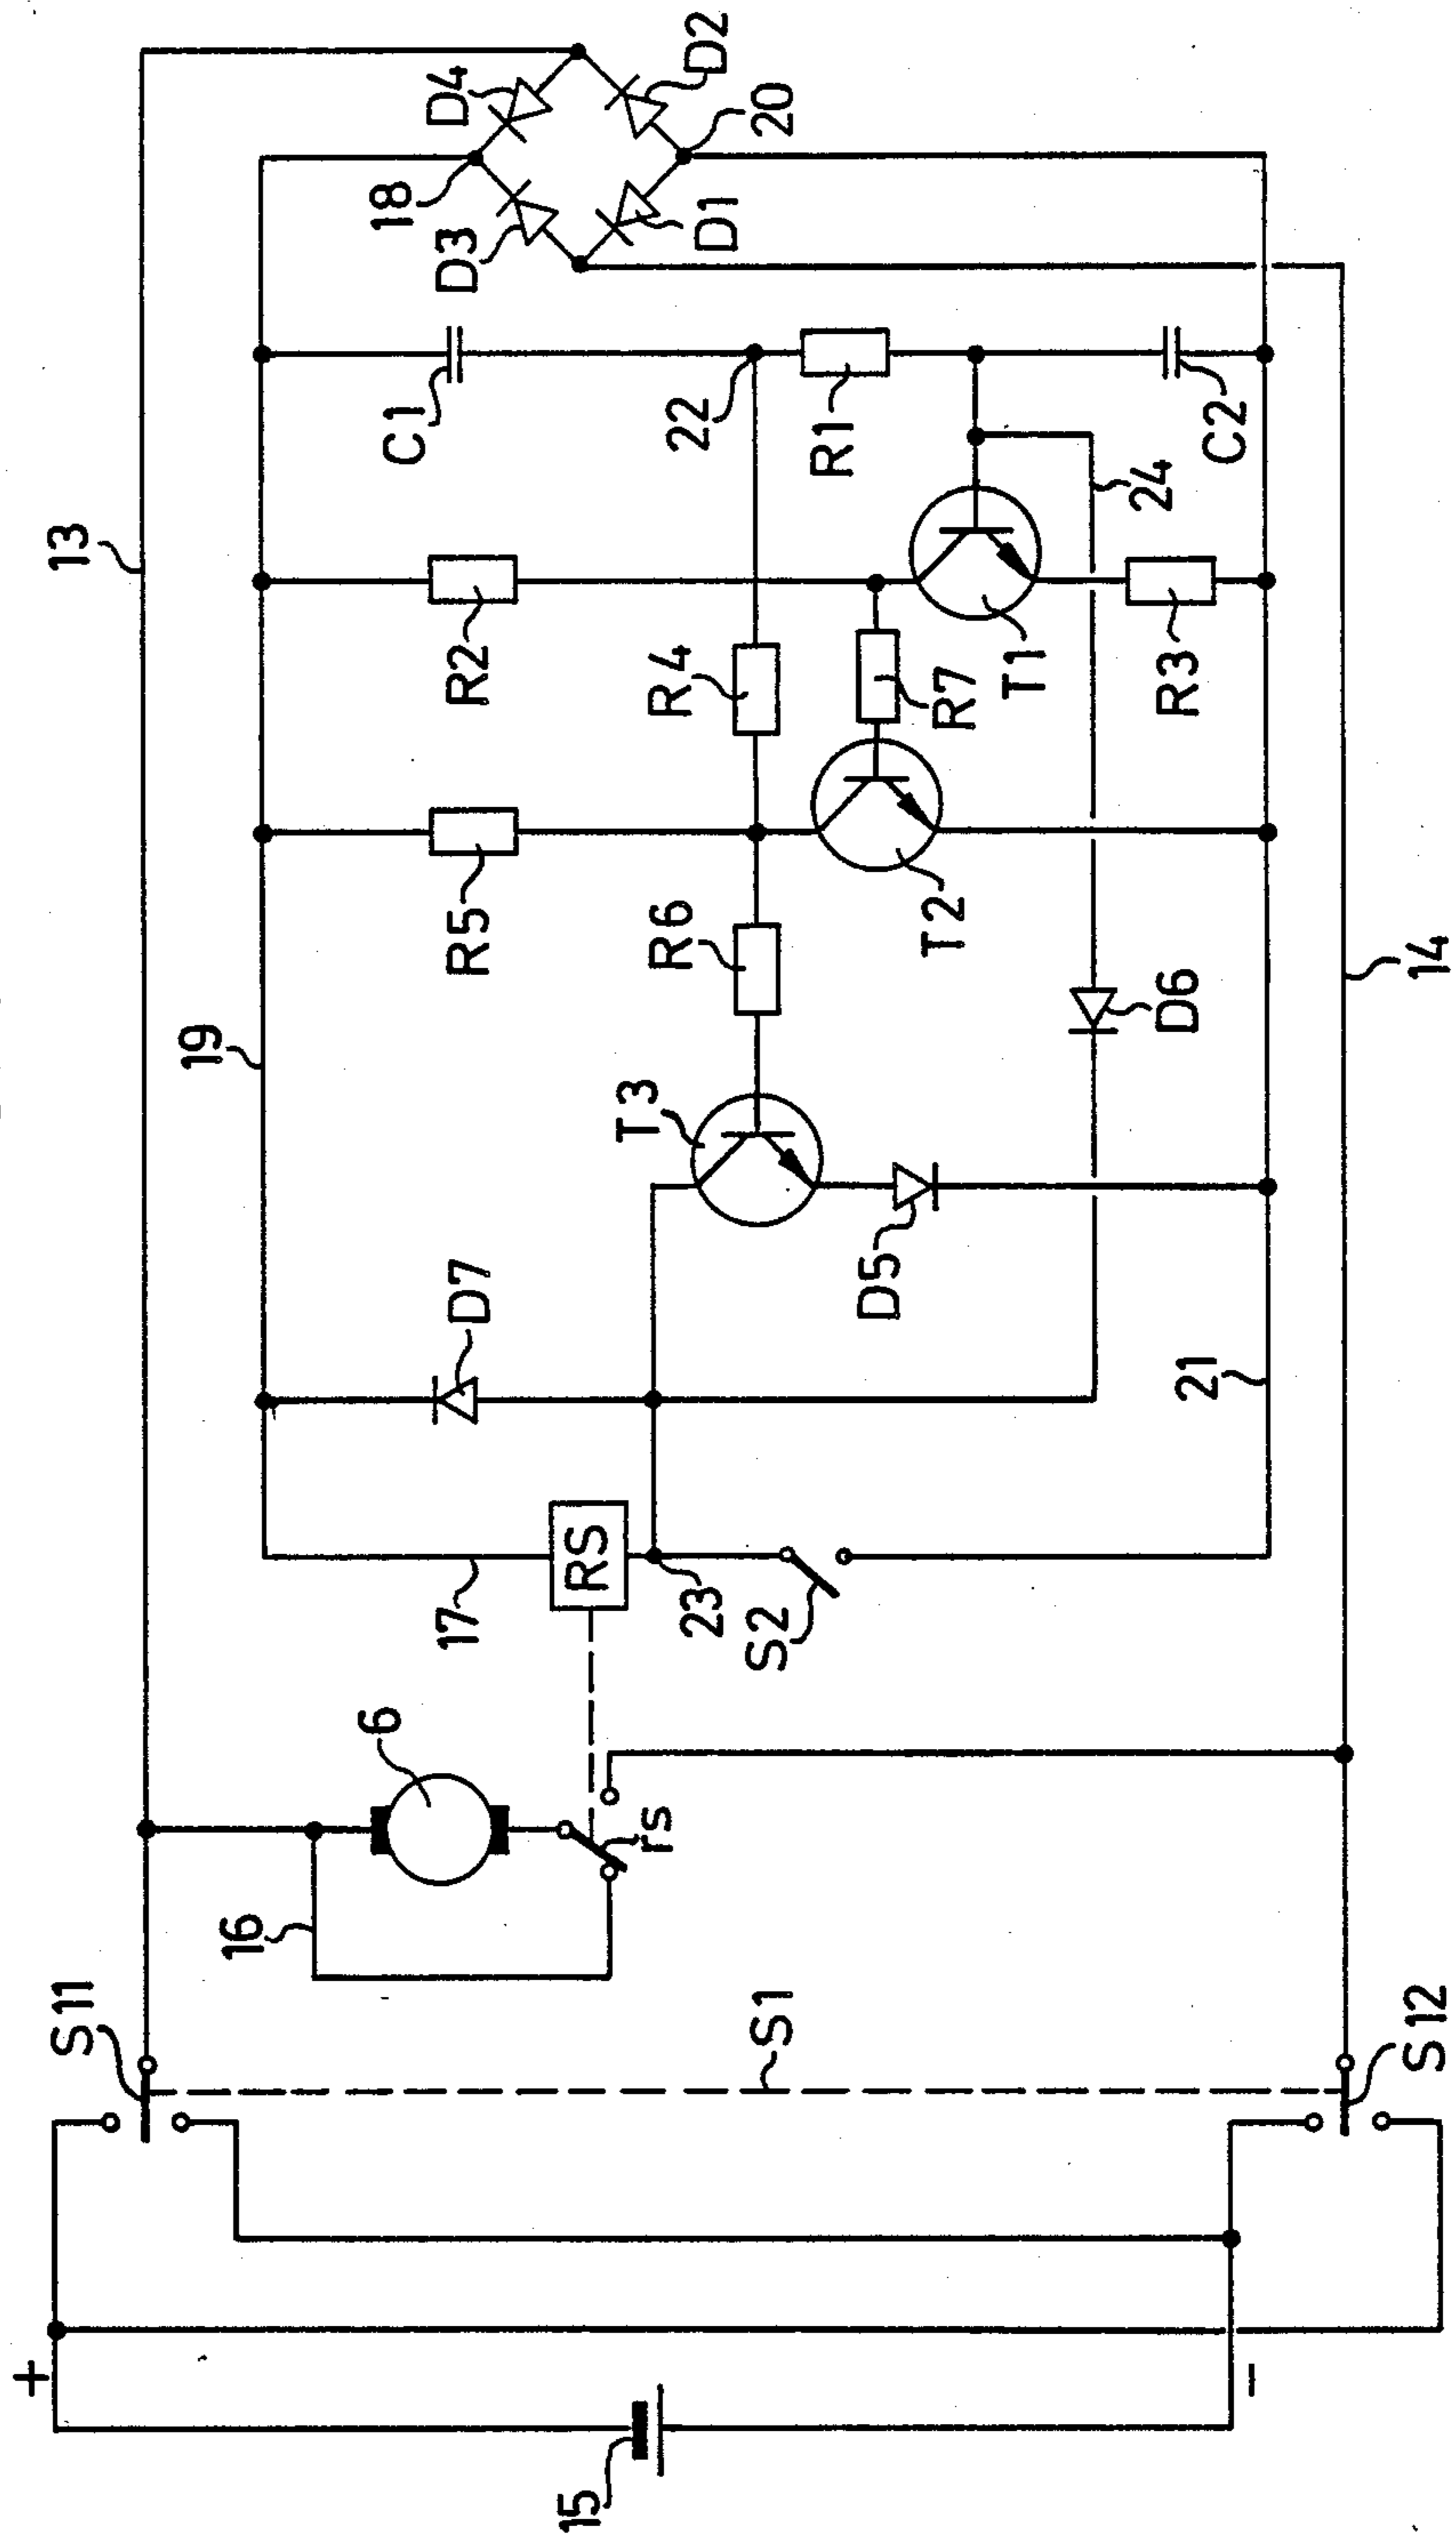 +
15
−
S11
S1
S12
16
6
rs
13
17
RS
23
S2
D7
19
T3
D5
21
14
R5
R6
T2
D6
R2
R4
R7
T1
R3
24
C1
22
R1
C2
18
D3
D4
D1
D2
20